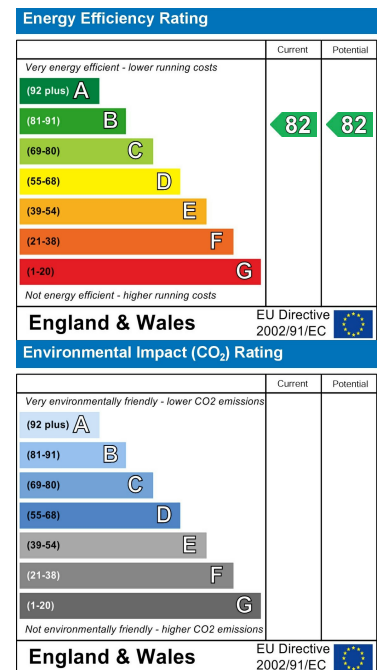 Energy Efficiency Rating
Current Potential
Very energy efficient - lower running costs
(92 plus) A
(81-91) B 82 82
(69-80) C
(55-68) D
(39-54) E
(21-38) F
(1-20) G
Not energy efficient - higher running costs
England & Wales EU Directive 2002/91/EC
Environmental Impact (CO₂) Rating
Current Potential
Very environmentally friendly - lower CO2 emissions
(92 plus) A
(81-91) B
(69-80) C
(55-68) D
(39-54) E
(21-38) F
(1-20) G
Not environmentally friendly - higher CO2 emissions
England & Wales EU Directive 2002/91/EC